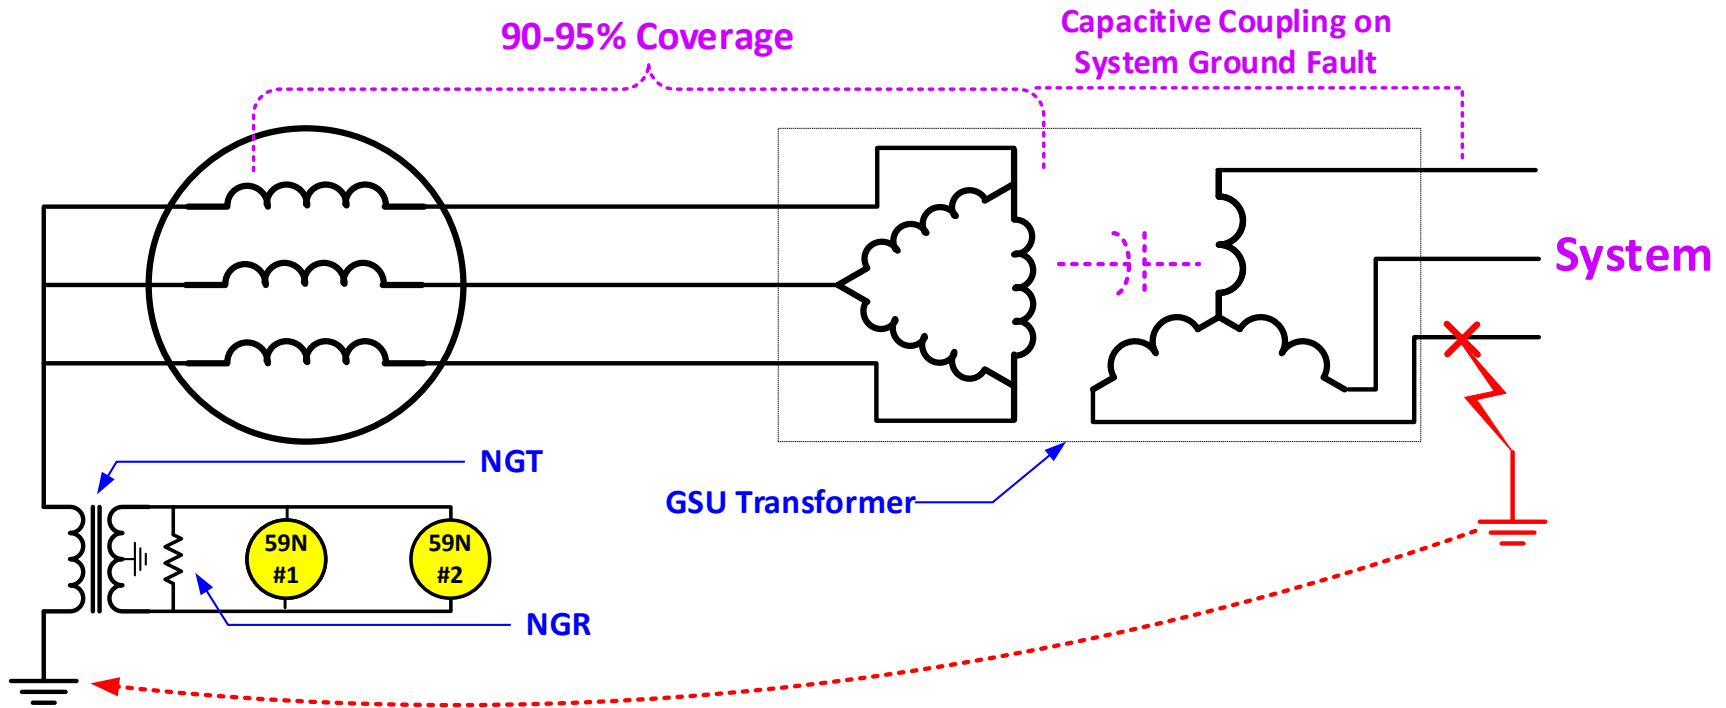 90-95% Coverage
Capacitive Coupling on
System Ground Fault
System
NGT
GSU Transformer
59N
#1
59N
#2
NGR